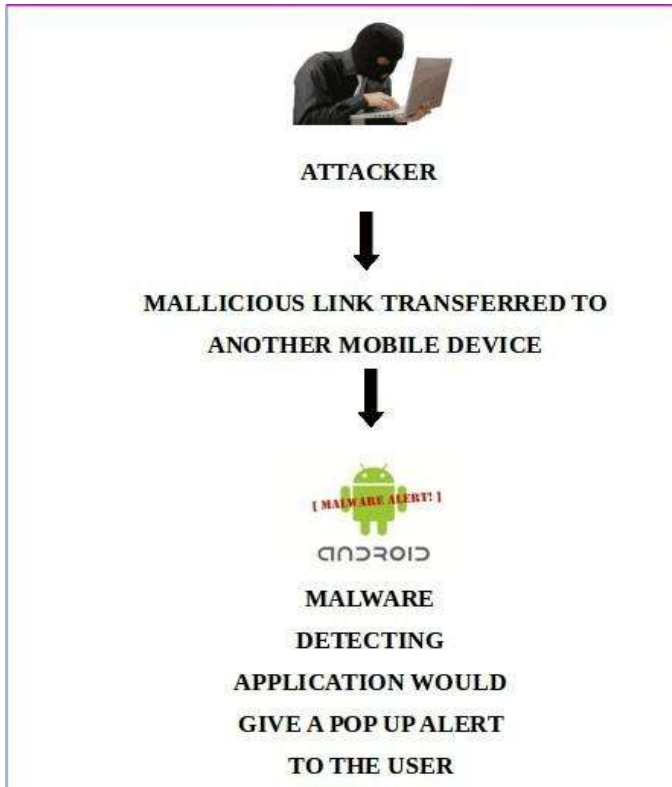 ATTACKER
MALLICIOUS LINK TRANSFERRED TO
ANOTHER MOBILE DEVICE
[ MALWARE ALERT! ]
ANDROID
MALWARE
DETECTING
APPLICATION WOULD
GIVE A POP UP ALERT
TO THE USER